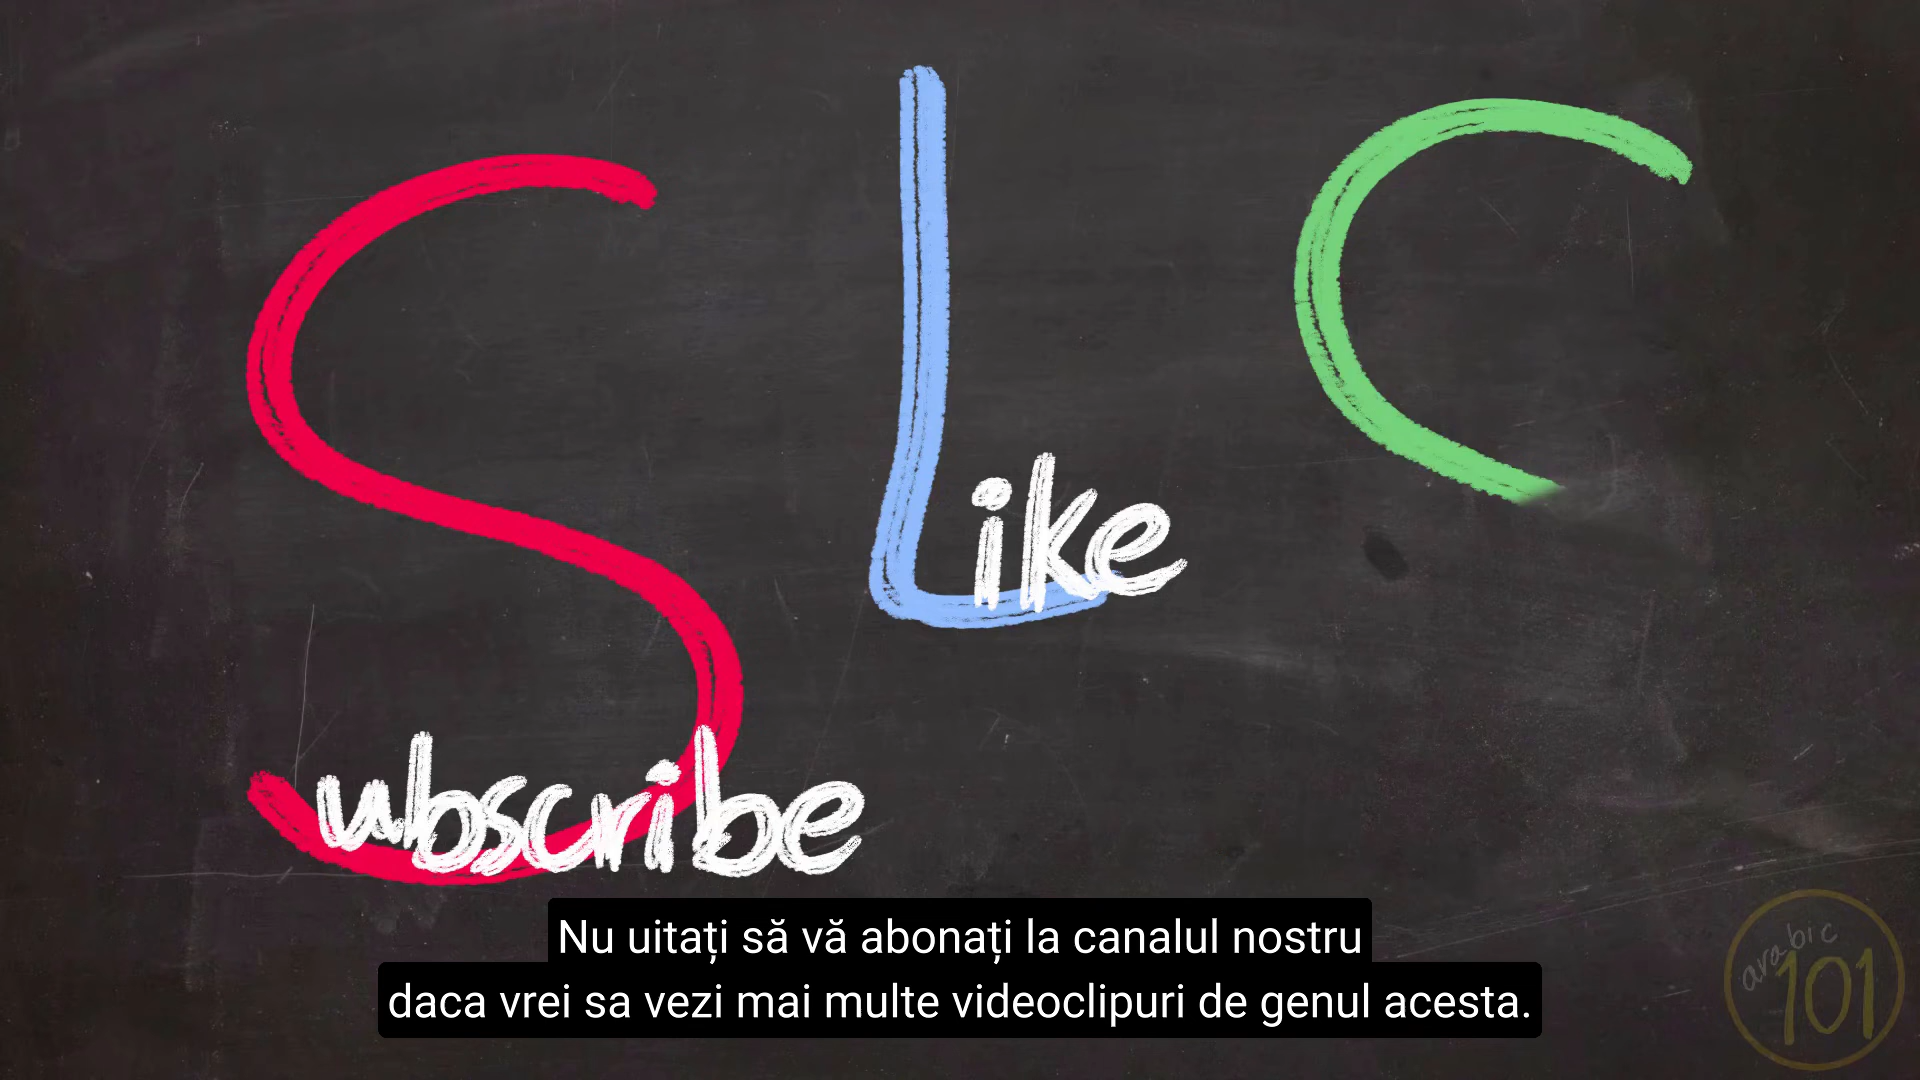 Subscribe
Like
Nu uitați să vă abonați la canalul nostru
daca vrei sa vezi mai multe videoclipuri de genul acesta.
arabic
101